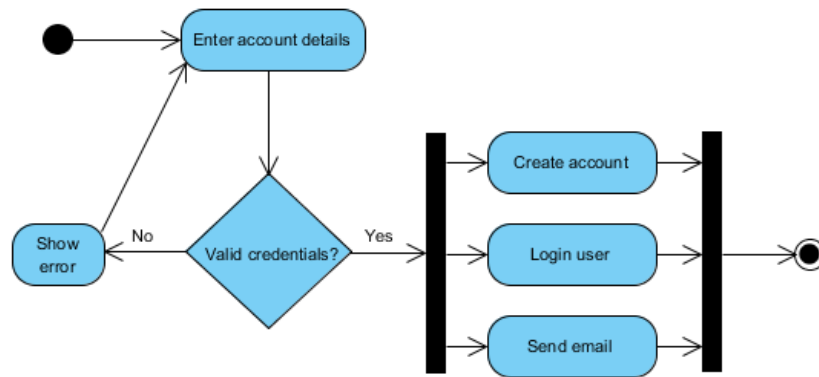 Enter account details
Create account
Show
error
No
Valid credentials?
Yes
Login user
Send email